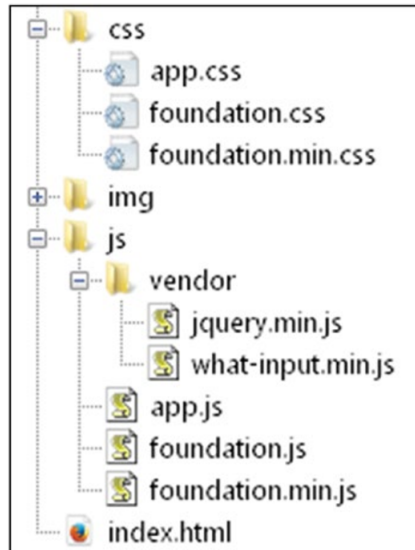 css
app.css
foundation.css
foundation.min.css
img
js
vendor
jquery.min.js
what-input.min.js
app.js
foundation.js
foundation.min.js
index.html